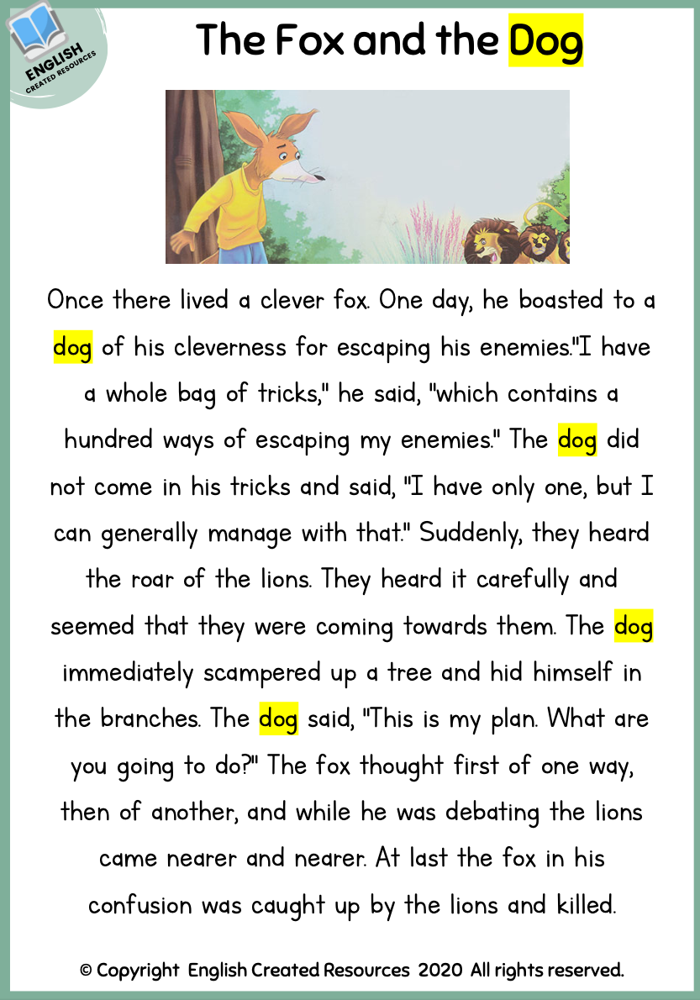 ENGLISH
CREATED RESOURCES
The Fox and the Dog
Once there lived a clever fox. One day, he boasted to a
dog of his cleverness for escaping his enemies."I have
a whole bag of tricks," he said, "which contains a
hundred ways of escaping my enemies." The dog did
not come in his tricks and said, "I have only one, but I
can generally manage with that." Suddenly, they heard
the roar of the lions. They heard it carefully and
seemed that they were coming towards them. The dog
immediately scampered up a tree and hid himself in
the branches. The dog said, "This is my plan. What are
you going to do?" The fox thought first of one way,
then of another, and while he was debating the lions
came nearer and nearer. At last the fox in his
confusion was caught up by the lions and killed.
© Copyright English Created Resources 2020 All rights reserved.